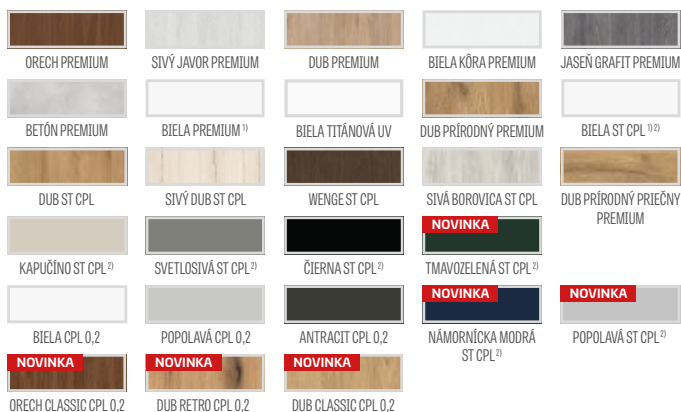 ORECH PREMIUM
SIVÝ JAVOR PREMIUM
DUB PREMIUM
BIELA KÔRA PREMIUM
JASEŇ GRAFIT PREMIUM
BETÓN PREMIUM
BIELA PREMIUM 1)
BIELA TITÁNOVÁ UV
DUB PRÍRODNÝ PREMIUM
BIELA ST CPL 1) 2)
DUB ST CPL
SIVÝ DUB ST CPL
WENGE ST CPL
SIVÁ BOROVICA ST CPL
DUB PRÍRODNÝ PRIEČNY
PREMIUM
KAPUČÍNO ST CPL 2)
SVETLOSIVÁ ST CPL 2)
ČIERNA ST CPL 2)
NOVINKA
TMAVOZELENÁ ST CPL 2)
BIELA CPL 0,2
POPOLAVÁ CPL 0,2
ANTRACIT CPL 0,2
NOVINKA
NÁMORNÍCKA MODRÁ
ST CPL 2)
NOVINKA
POPOLAVÁ ST CPL 2)
NOVINKA
ORECH CLASSIC CPL 0,2
NOVINKA
DUB RETRO CPL 0,2
NOVINKA
DUB CLASSIC CPL 0,2